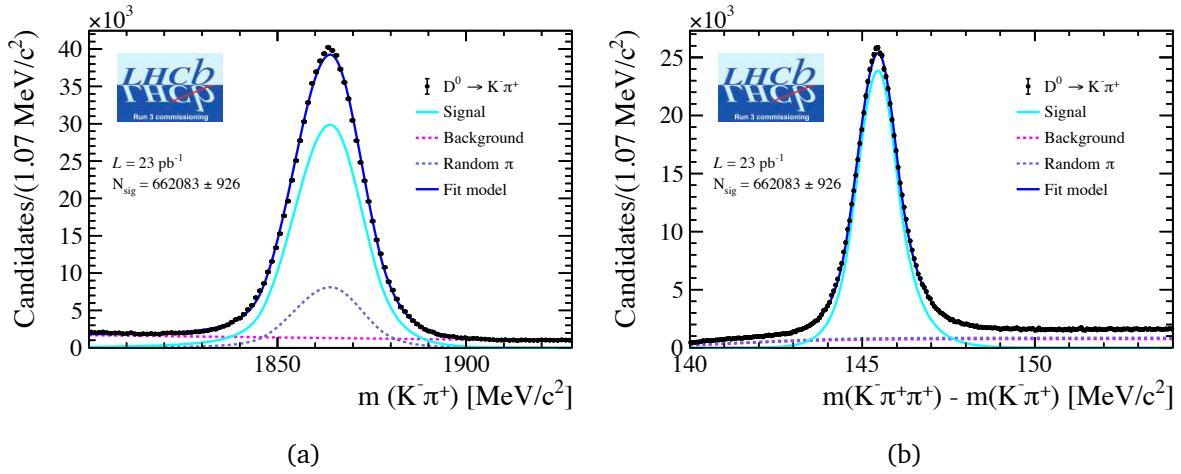 ×10³
Candidates/(1.07 MeV/c²)
40
35
30
25
20
15
10
5
0
LHCb
LHCb
Run 3 commissioning
L = 23 pb⁻¹
N_sig = 662083 ± 926
D⁰ → K⁻π⁺
Signal
Background
Random π
Fit model
1850
1900
m (K⁻π⁺) [MeV/c²]
(a)
×10³
Candidates/(1.07 MeV/c²)
25
20
15
10
5
0
LHCb
LHCb
Run 3 commissioning
L = 23 pb⁻¹
N_sig = 662083 ± 926
D⁰ → K⁻π⁺
Signal
Background
Random π
Fit model
140
145
150
m(K⁻π⁺π⁺) - m(K⁻π⁺) [MeV/c²]
(b)